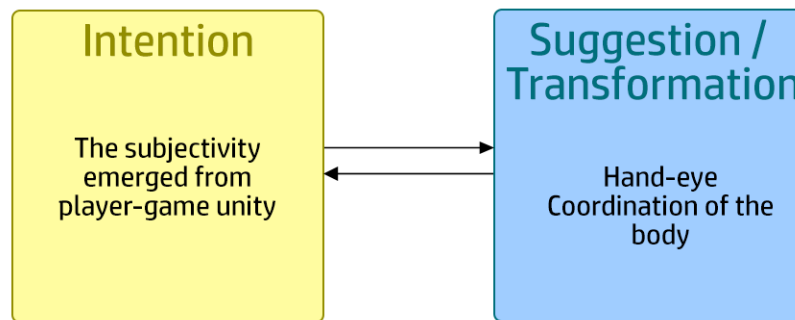 Intention
The subjectivity
emerged from
player-game unity
Suggestion /
Transformation
Hand-eye
Coordination of the
body